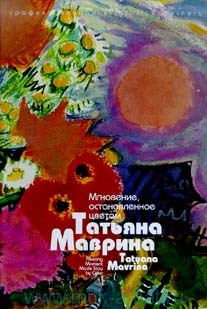 Мгновение,
остановленное
цветом
Татьяна
Маврина
Fleeting
Moment
Made Stay
by Color
Tatyana
Mavrina